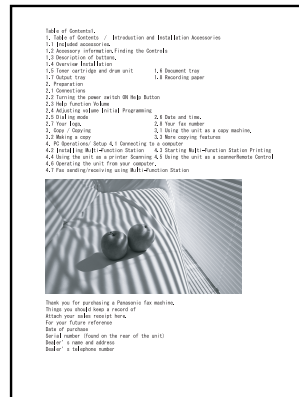 Table of Contents1.
1. Table of Contents / Introduction and Installation Accessories
1.1 Included accessories.
1.2 Accessory information.Finding the Controls
1.3 Description of buttons.
1.4 Overview Installation
1.5 Toner cartridge and drum unit 1.6 Document tray
1.7 Output tray 1.8 Recording paper
2. Preparation
2.1 Connections
2.2 Turning the power switch ON Help Button
2.3 Help function Volume
2.4 Adjusting volume Initial Programming
2.5 Dialing mode 2.6 Date and time.
2.7 Your logo. 2.8 Your fax number
3. Copy / Copying 3.1 Using the unit as a copy machine.
3.2 Making a copy 3.3 More copying features
4. PC Operations/ Setup 4.1 Connecting to a computer
4.2 Installing Multi-Function Station 4.3 Starting Multi-Function Station Printing
4.4 Using the unit as a printer Scanning 4.5 Using the unit as a scannerRemote Control
4.6 Operating the unit from your computer.
4.7 Fax sending/receiving using Multi-Function Station
Thank you for purchasing a Panasonic fax machine.
Things you should keep a record of
Attach your sales receipt here.
For your future reference
Date of purchase
Serial number (found on the rear of the unit)
Dealer's name and address
Dealer's telephone number